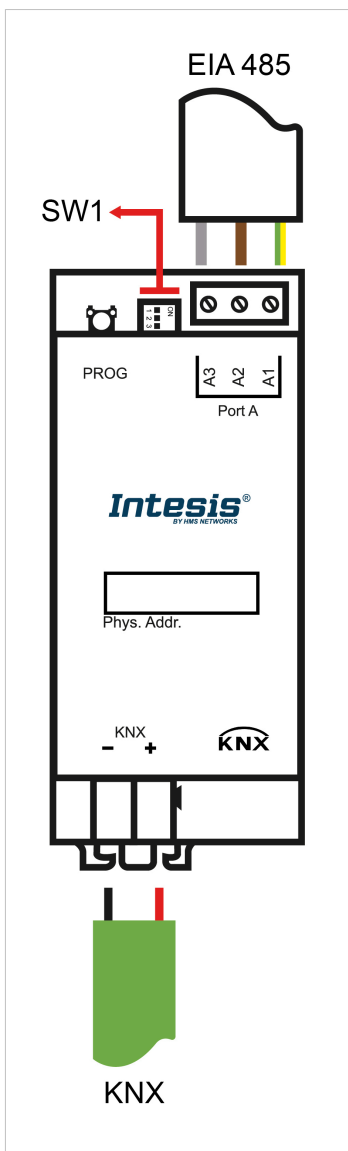 EIA 485
SW1
ON
1 2 3
PROG
A3 A2 A1
Port A
Intesis®
BY HMS NETWORKS
Phys. Addr.
KNX
- +
KNX
KNX